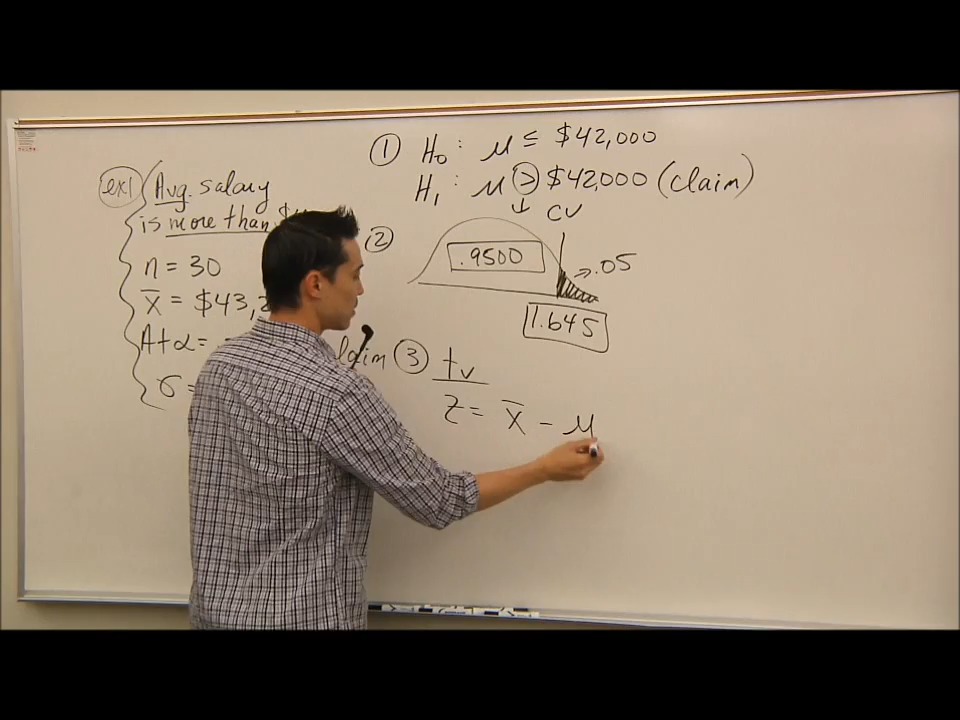 ex1 Avg. salary
is more than $
n = 30
x̄ = $43,2
At α =
σ =
① H₀: μ ≤ $42,000
H₁: μ > $42,000 (claim)
↓ CV
②
.9500
→ .05
1.645
③ tv
z = x̄ - μ